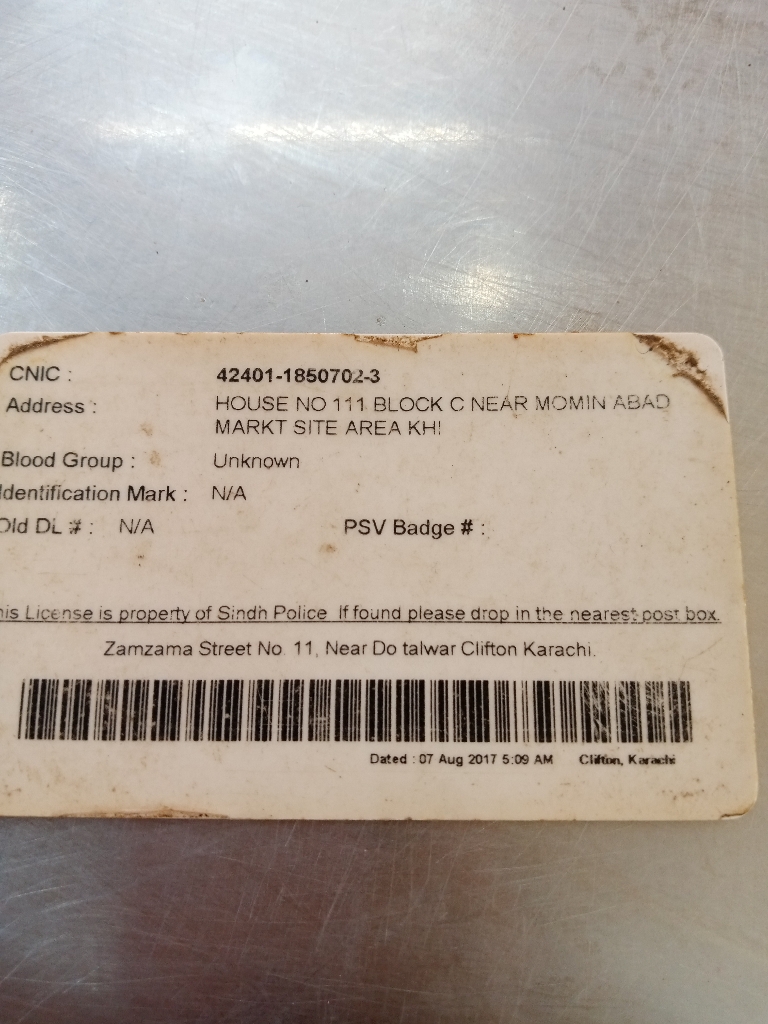 CNIC : 42401-1850702-3
Address : HOUSE NO 111 BLOCK C NEAR MOMIN ABAD
MARKT SITE AREA KHI
Blood Group : Unknown
Identification Mark : N/A
Old DL # : N/A PSV Badge # :
his License is property of Sindh Police If found please drop in the nearest post box.
Zamzama Street No. 11, Near Do talwar Clifton Karachi.
Dated : 07 Aug 2017 5:09 AM Clifton, Karachi